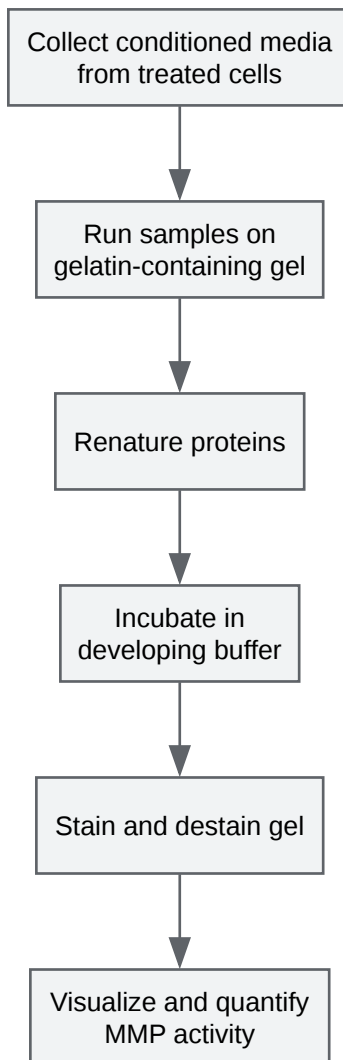 Collect conditioned media
from treated cells
Run samples on
gelatin-containing gel
Renature proteins
Incubate in
developing buffer
Stain and destain gel
Visualize and quantify
MMP activity